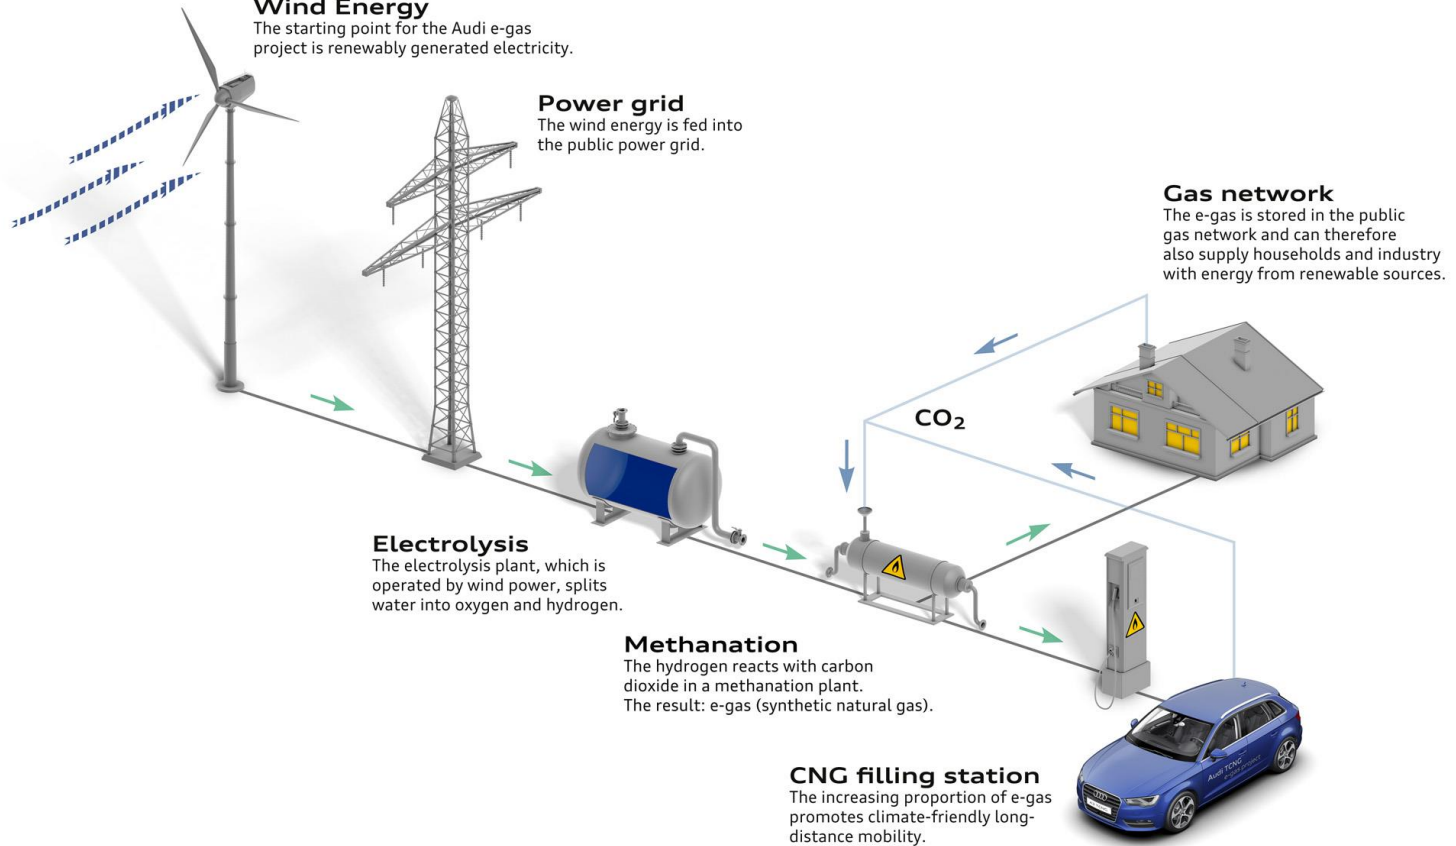 Wind Energy
The starting point for the Audi e-gas
project is renewably generated electricity.
Power grid
The wind energy is fed into
the public power grid.
Gas network
The e-gas is stored in the public
gas network and can therefore
also supply households and industry
with energy from renewable sources.
CO₂
Electrolysis
The electrolysis plant, which is
operated by wind power, splits
water into oxygen and hydrogen.
Methanation
The hydrogen reacts with carbon
dioxide in a methanation plant.
The result: e-gas (synthetic natural gas).
CNG filling station
The increasing proportion of e-gas
promotes climate-friendly long-
distance mobility.
Audi TCNG
e-gas project